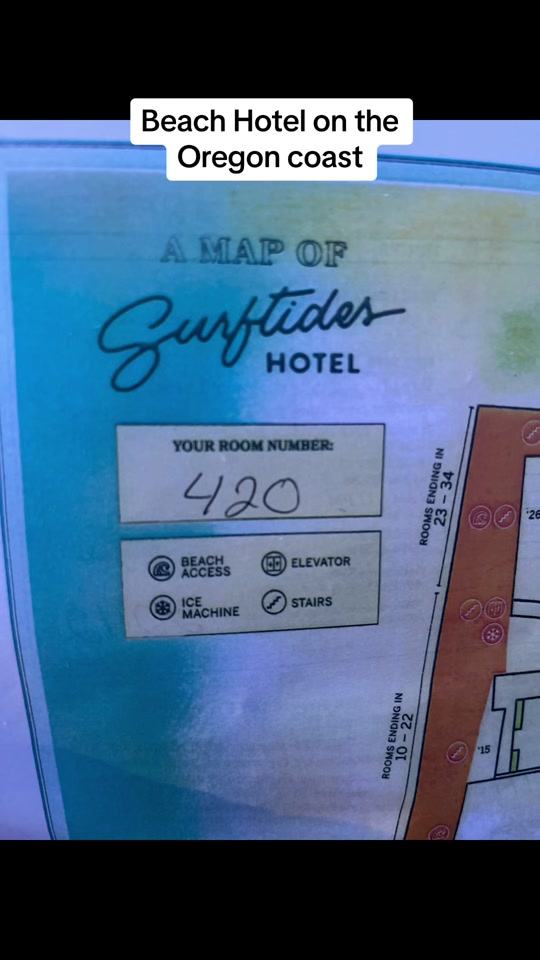 Beach Hotel on the
Oregon coast
A MAP OF
Surftides
HOTEL
YOUR ROOM NUMBER:
420
BEACH
ACCESS
ELEVATOR
ICE
MACHINE
STAIRS
ROOMS ENDING IN
23 – 34
'26
ROOMS ENDING IN
10 – 22
'15